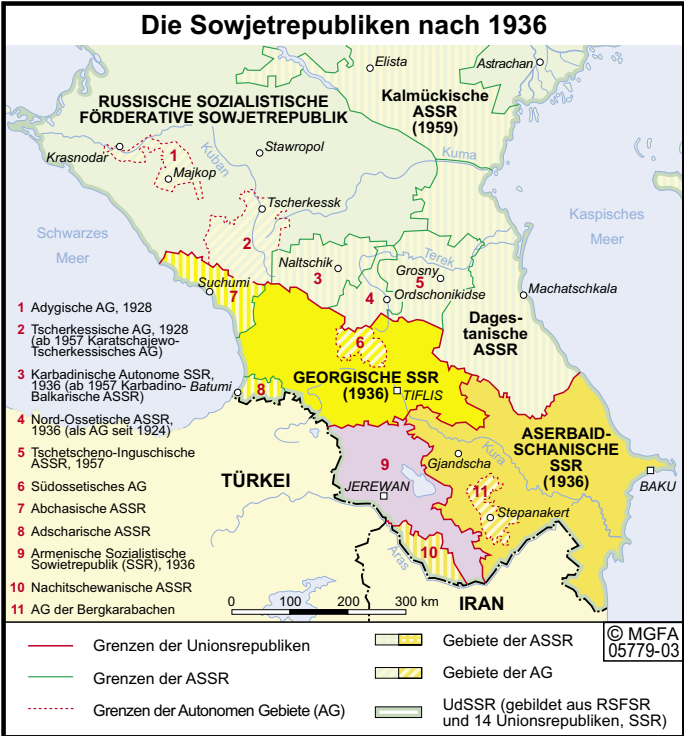 Die Sowjetrepubliken nach 1936
Elista
Astrachan
RUSSISCHE SOZIALISTISCHE
FÖRDERATIVE SOWJETREPUBLIK
Kalmückische
ASSR
(1959)
Krasnodar
1
Majkop
Kuban
Stawropol
Kuma
Tscherkessk
2
Schwarzes
Meer
Kaspisches
Meer
Naltschik
3
Terek
Grosny
5
Ordschonikidse
4
Machatschkala
Suchumi
7
Dages-
tanische
ASSR
6
GEORGISCHE SSR
(1936)
TIFLIS
Batumi
8
ASERBAID-
SCHANISCHE
SSR
(1936)
9
Gjandscha
Kura
TÜRKEI
JEREWAN
11
Stepanakert
BAKU
10
Aras
IRAN
1 Adygische AG, 1928
2 Tscherkessische AG, 1928
(ab 1957 Karatschajewo-
Tscherkessisches AG)
3 Karbadinische Autonome SSR,
1936 (ab 1957 Karbadino-
Balkarische ASSR)
4 Nord-Ossetische ASSR,
1936 (als AG seit 1924)
5 Tschetscheno-Inguschische
ASSR, 1957
6 Südossetisches AG
7 Abchasische ASSR
8 Adscharische ASSR
9 Armenische Sozialistische
Sowietrepublik (SSR), 1936
10 Nachitschewanische ASSR
11 AG der Bergkarabachen
0 100 200 300 km
Grenzen der Unionsrepubliken
Grenzen der ASSR
Grenzen der Autonomen Gebiete (AG)
Gebiete der ASSR
Gebiete der AG
UdSSR (gebildet aus RSFSR
und 14 Unionsrepubliken, SSR)
© MGFA
05779-03